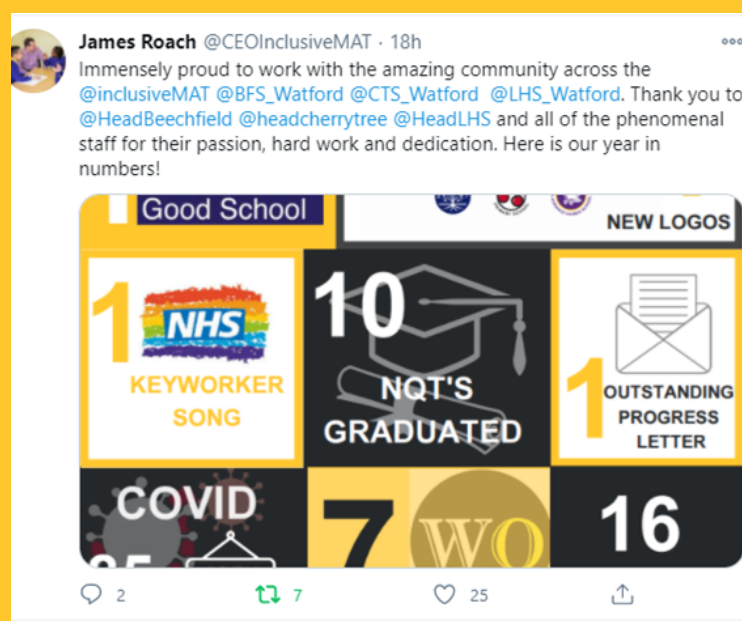 James Roach @CEOInclusiveMAT · 18h
Immensely proud to work with the amazing community across the
@inclusiveMAT @BFS_Watford @CTS_Watford @LHS_Watford. Thank you to
@HeadBeechfield @headcherrytree @HeadLHS and all of the phenomenal
staff for their passion, hard work and dedication. Here is our year in
numbers!
Good School
NEW LOGOS
1
NHS
KEYWORKER
SONG
10
NQT'S
GRADUATED
1
OUTSTANDING
PROGRESS
LETTER
COVID
7
WO
16
2
7
25